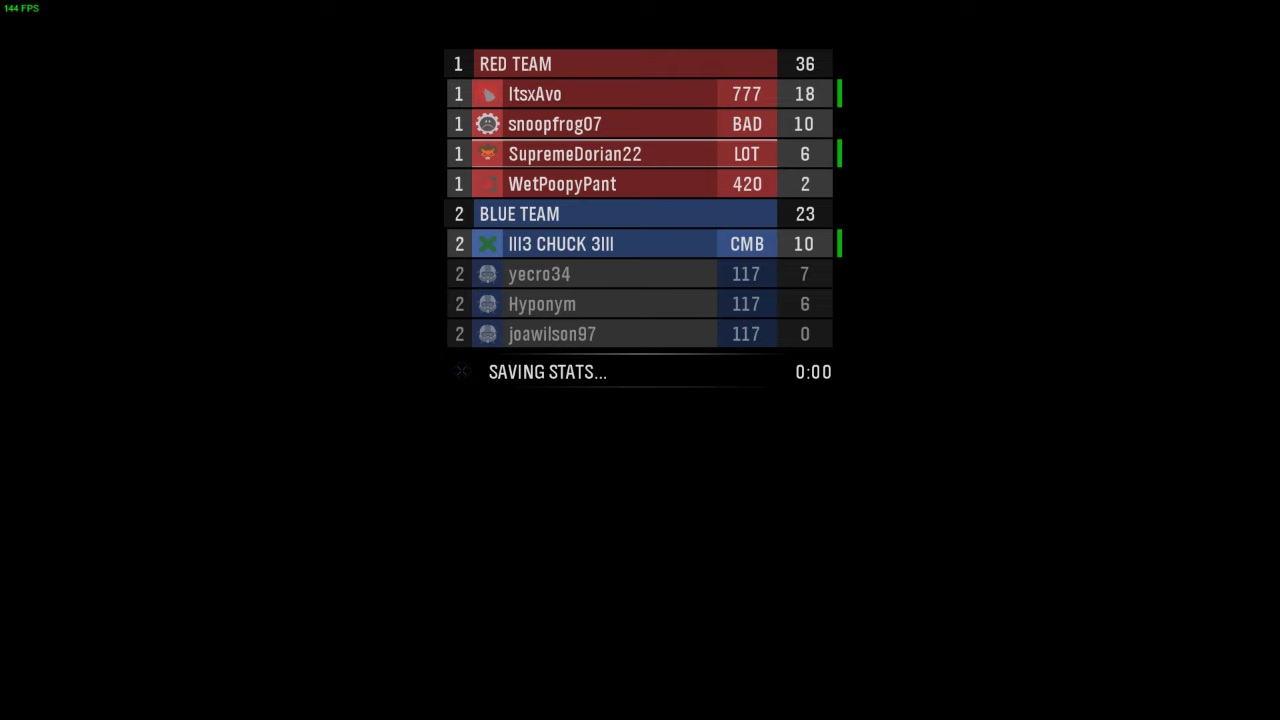 144 FPS
1 RED TEAM 36
1 ItsxAvo 777 18
1 snoopfrog07 BAD 10
1 SupremeDorian22 LOT 6
1 WetPoopyPant 420 2
2 BLUE TEAM 23
2 III3 CHUCK 3III CMB 10
2 yecro34 117 7
2 Hyponym 117 6
2 joawilson97 117 0
SAVING STATS... 0:00